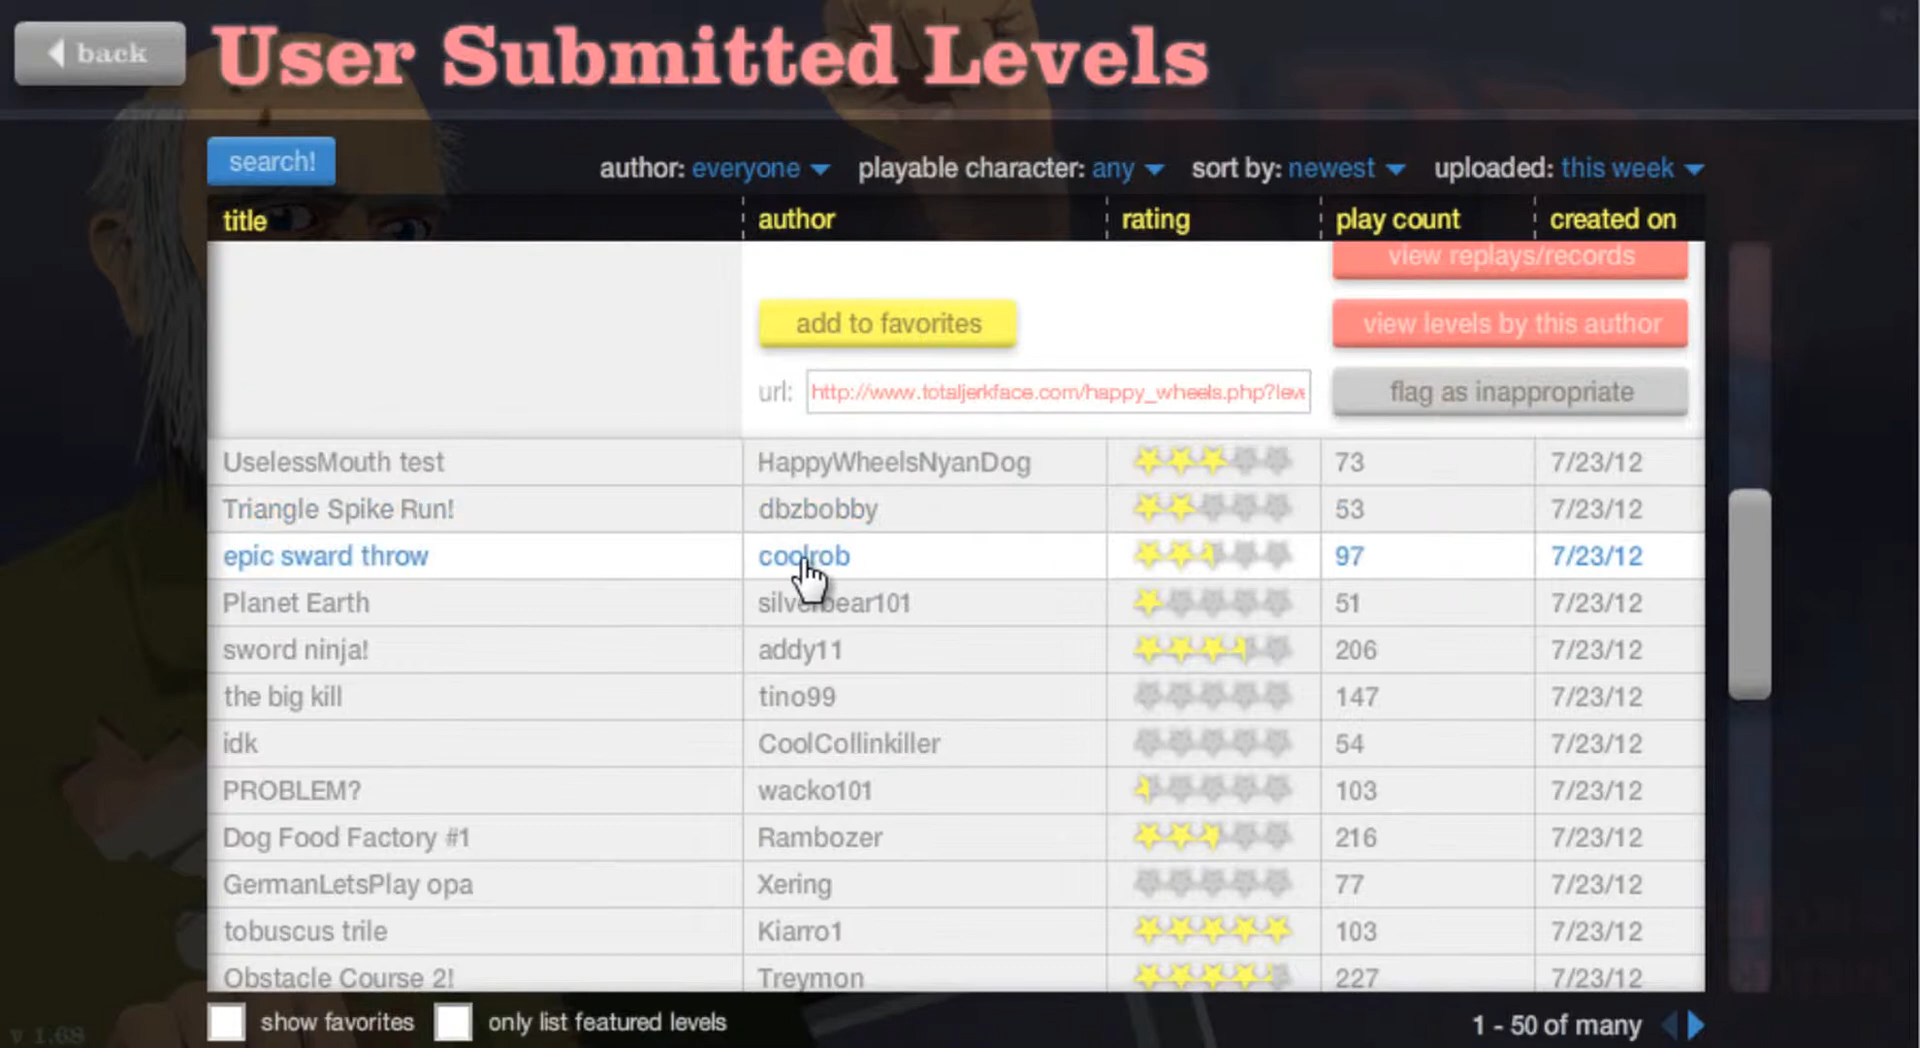 back
User Submitted Levels
search!
author: everyone playable character: any sort by: newest uploaded: this week
title author rating play count created on
view replays/records
add to favorites view levels by this author
url: http://www.totaljerkface.com/happy_wheels.php?leve flag as inappropriate
UselessMouth test HappyWheelsNyanDog 73 7/23/12
Triangle Spike Run! dbzbobby 53 7/23/12
epic sward throw coolrob 97 7/23/12
Planet Earth silverbear101 51 7/23/12
sword ninja! addy11 206 7/23/12
the big kill tino99 147 7/23/12
idk CoolCollinkiller 54 7/23/12
PROBLEM? wacko101 103 7/23/12
Dog Food Factory #1 Rambozer 216 7/23/12
GermanLetsPlay opa Xering 77 7/23/12
tobuscus trile Kiarro1 103 7/23/12
Obstacle Course 2! Treymon 227 7/23/12
show favorites only list featured levels 1 - 50 of many
v 1.68